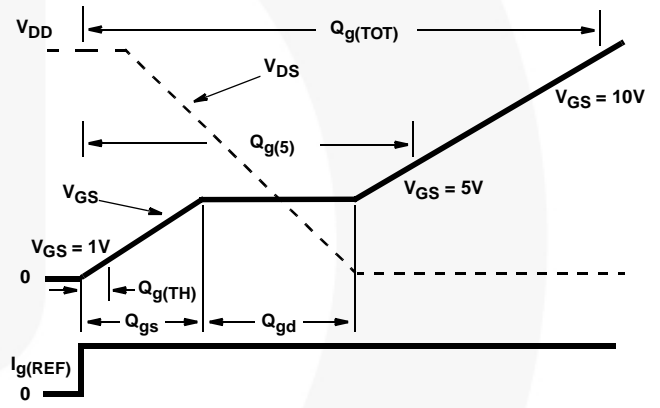 V_DD
Q_g(TOT)
V_DS
V_GS = 10V
Q_g(5)
V_GS
V_GS = 5V
V_GS = 1V
0
Q_g(TH)
Q_gs
Q_gd
I_g(REF)
0